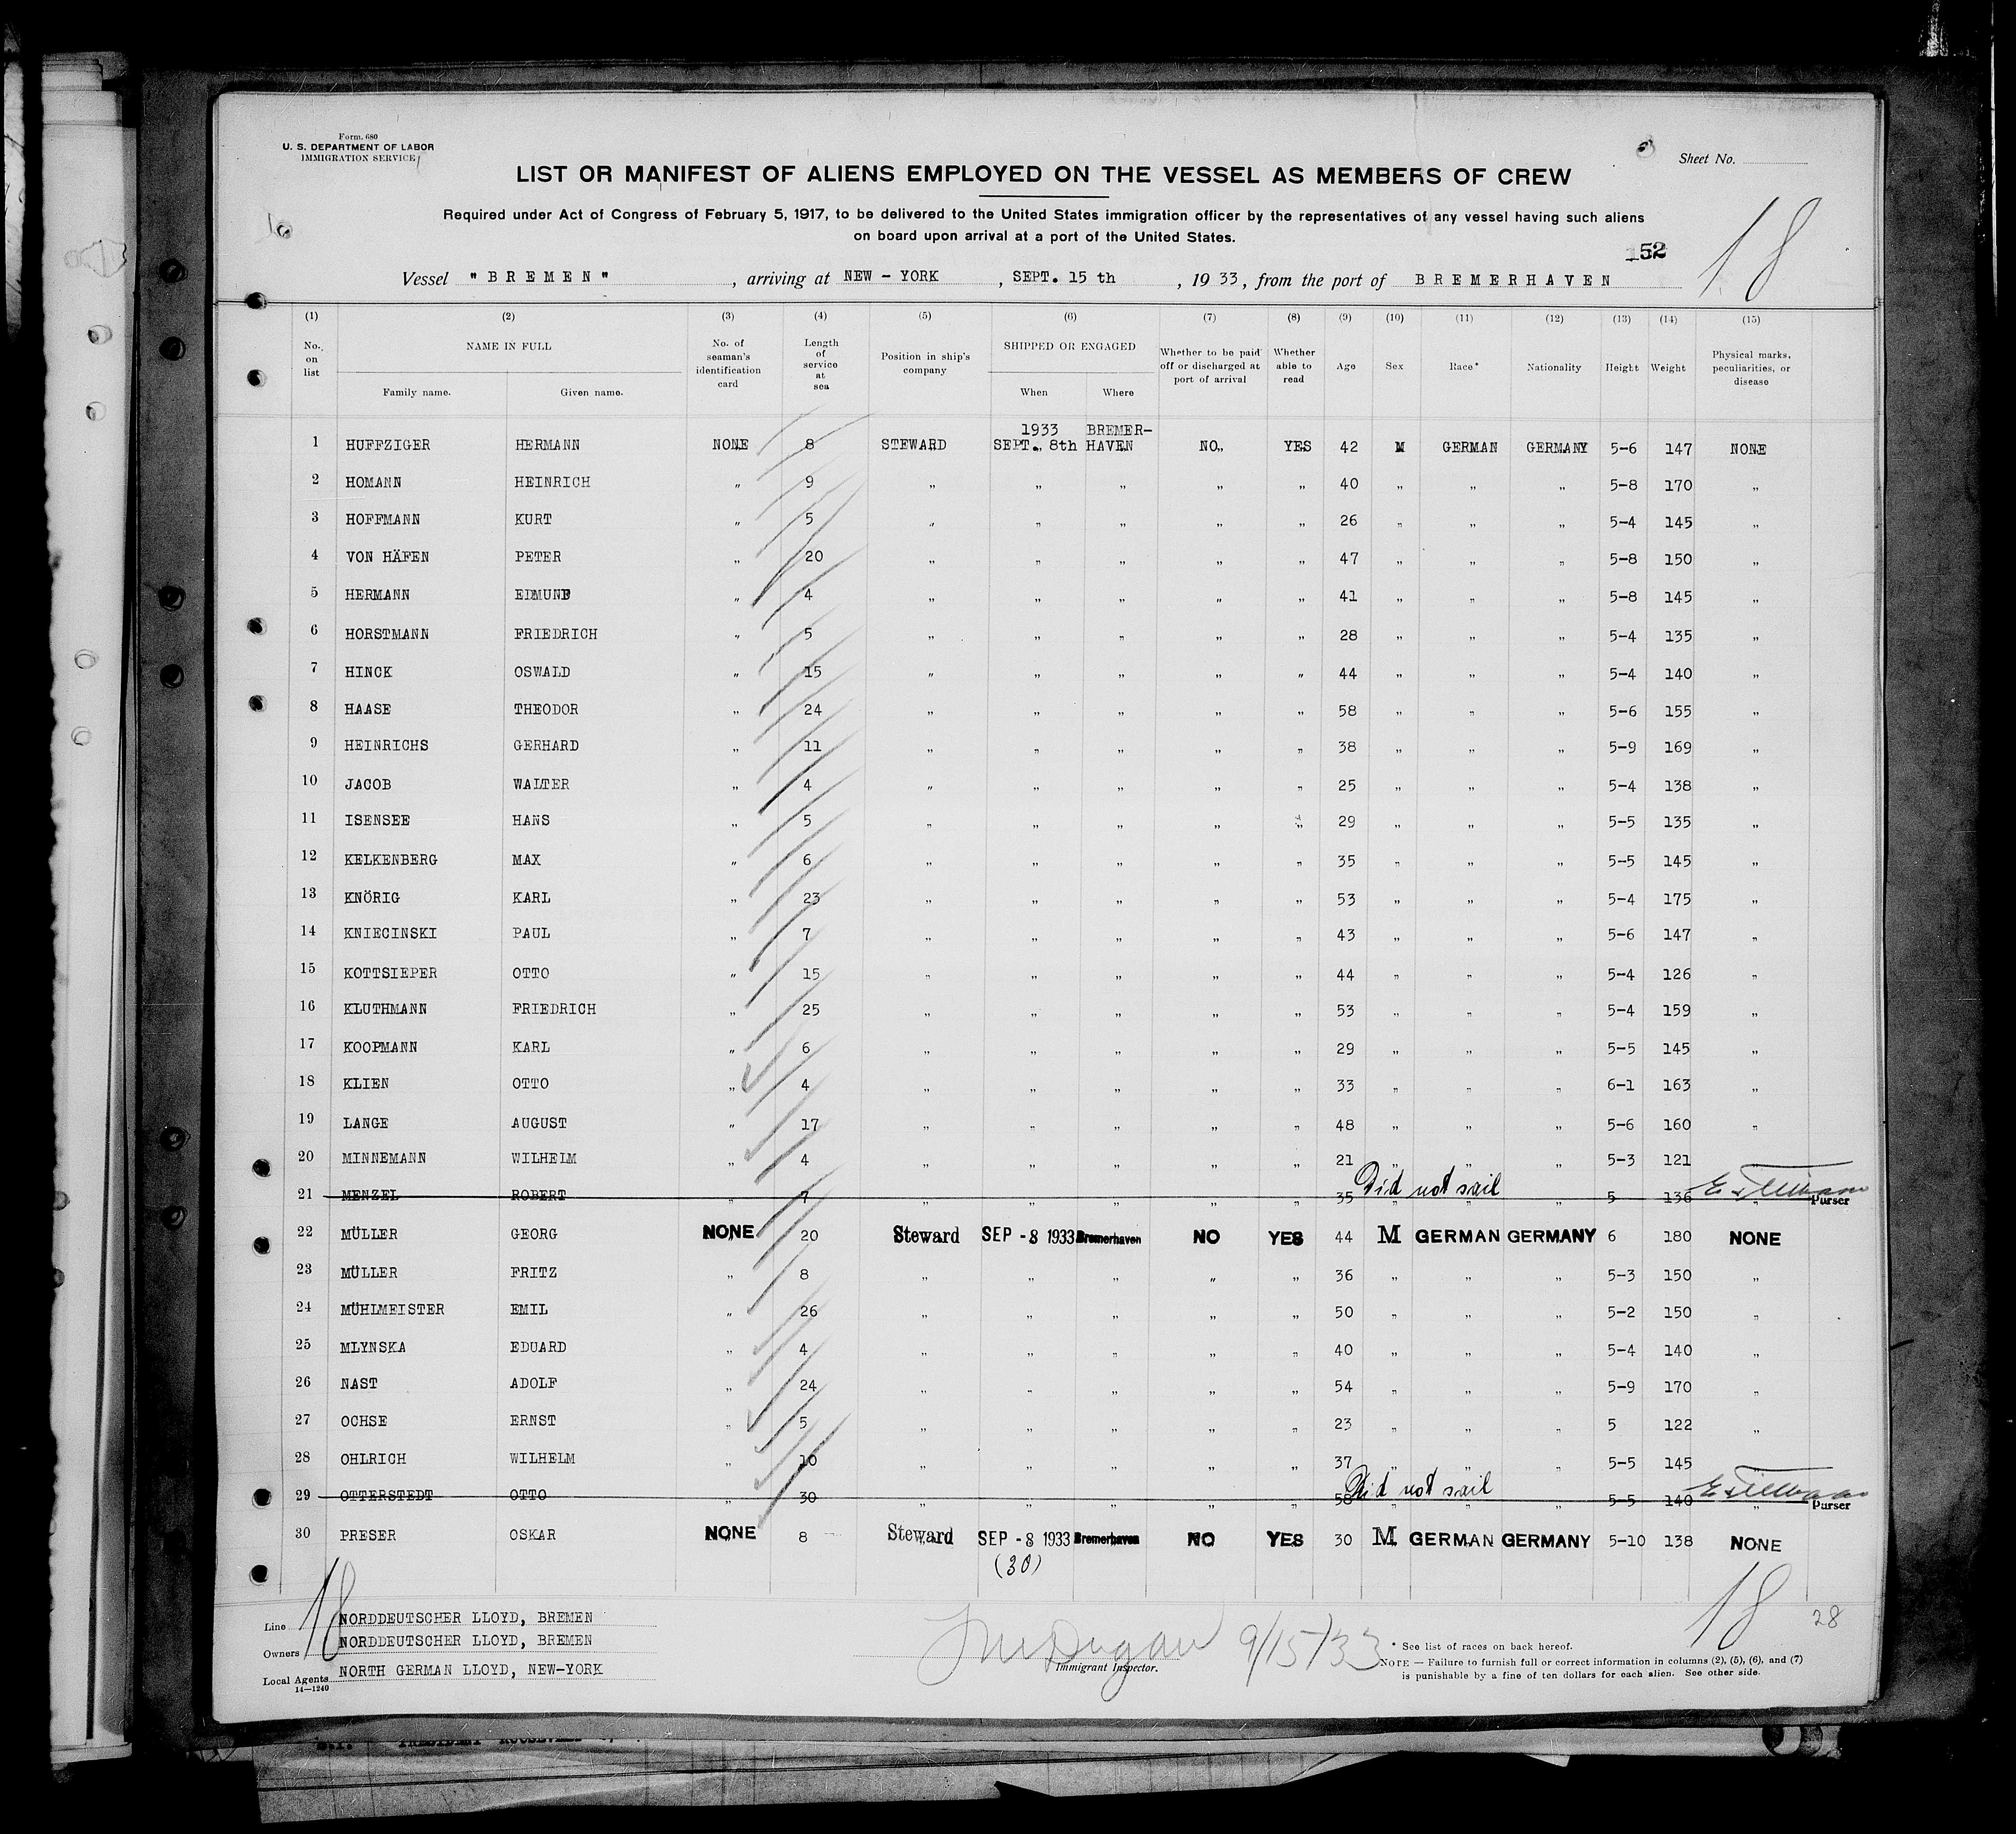 Form 680
U. S. DEPARTMENT OF LABOR
IMMIGRATION SERVICE
Sheet No.
LIST OR MANIFEST OF ALIENS EMPLOYED ON THE VESSEL AS MEMBERS OF CREW
Required under Act of Congress of February 5, 1917, to be delivered to the United States immigration officer by the representatives of any vessel having such aliens
on board upon arrival at a port of the United States.
152
18
Vessel "BREMEN", arriving at NEW-YORK, SEPT. 15 th, 1933, from the port of BREMERHAVEN
(1) (2) (3) (4) (5) (6) (7) (8) (9) (10) (11) (12) (13) (14) (15)
No. on list NAME IN FULL Family name. Given name. No. of seaman's identification card Length of service at sea Position in ship's company SHIPPED OR ENGAGED When Where Whether to be paid off or discharged at port of arrival Whether able to read Age Sex Race* Nationality Height Weight Physical marks, peculiarities, or disease
1 HUFFZIGER HERMANN NONE 8 STEWARD 1933 SEPT. 8th BREMER-HAVEN NO YES 42 M GERMAN GERMANY 5-6 147 NONE
2 HOMANN HEINRICH „ 9 „ „ „ „ „ 40 „ „ „ 5-8 170 „
3 HOFFMANN KURT „ 5 „ „ „ „ „ 26 „ „ „ 5-4 145 „
4 VON HÄFEN PETER „ 20 „ „ „ „ „ 47 „ „ „ 5-8 150 „
5 HERMANN EDMUND „ 4 „ „ „ „ „ 41 „ „ „ 5-8 145 „
6 HORSTMANN FRIEDRICH „ 5 „ „ „ „ „ 28 „ „ „ 5-4 135 „
7 HINCK OSWALD „ 15 „ „ „ „ „ 44 „ „ „ 5-4 140 „
8 HAASE THEODOR „ 24 „ „ „ „ „ 58 „ „ „ 5-6 155 „
9 HEINRICHS GERHARD „ 11 „ „ „ „ „ 38 „ „ „ 5-9 169 „
10 JACOB WALTER „ 4 „ „ „ „ „ 25 „ „ „ 5-4 138 „
11 ISENSEE HANS „ 5 „ „ „ „ „ 29 „ „ „ 5-5 135 „
12 KELKENBERG MAX „ 6 „ „ „ „ „ 35 „ „ „ 5-5 145 „
13 KNÖRIG KARL „ 23 „ „ „ „ „ 53 „ „ „ 5-4 175 „
14 KNIECINSKI PAUL „ 7 „ „ „ „ „ 43 „ „ „ 5-6 147 „
15 KOTTSIEPER OTTO „ 15 „ „ „ „ „ 44 „ „ „ 5-4 126 „
16 KLUTHMANN FRIEDRICH „ 25 „ „ „ „ „ 53 „ „ „ 5-4 159 „
17 KOOPMANN KARL „ 6 „ „ „ „ „ 29 „ „ „ 5-5 145 „
18 KLIEN OTTO „ 4 „ „ „ „ „ 33 „ „ „ 6-1 163 „
19 LANGE AUGUST „ 17 „ „ „ „ „ 48 „ „ „ 5-6 160 „
20 MINNEMANN WILHELM „ 4 „ „ „ „ „ 21 „ „ „ 5-3 121
21 MENZEL ROBERT „ 7 „ „ „ „ „ 35 Did not sail 5 136 „ Purser
22 MÜLLER GEORG NONE 20 Steward SEP -8 1933 Bremerhaven NO YES 44 M GERMAN GERMANY 6 180 NONE
23 MÜLLER FRITZ „ 8 „ „ „ „ „ 36 „ „ „ 5-3 150 „
24 MÜHLMEISTER EMIL „ 26 „ „ „ „ „ 50 „ „ „ 5-2 150 „
25 MLYNSKA EDUARD „ 4 „ „ „ „ „ 40 „ „ „ 5-4 140 „
26 NAST ADOLF „ 24 „ „ „ „ „ 54 „ „ „ 5-9 170 „
27 OCHSE ERNST „ 5 „ „ „ „ „ 23 „ „ „ 5 122 „
28 OHLRICH WILHELM „ 10 „ „ „ „ „ 37 „ „ „ 5-5 145
29 OTTERSTEDT OTTO „ 30 „ „ „ „ „ 58 Did not sail 5-5 140 „ Purser
30 PRESER OSKAR NONE 8 Steward SEP -8 1933 Bremerhaven NO YES 30 M GERMAN GERMANY 5-10 138 NONE
(30)
18
18
28
Line NORDDEUTSCHER LLOYD, BREMEN
Owners NORDDEUTSCHER LLOYD, BREMEN
Local Agents NORTH GERMAN LLOYD, NEW-YORK
14—1240
9/15/33
Immigrant Inspector.
* See list of races on back hereof.
NOTE — Failure to furnish full or correct information in columns (2), (5), (6), and (7)
is punishable by a fine of ten dollars for each alien. See other side.